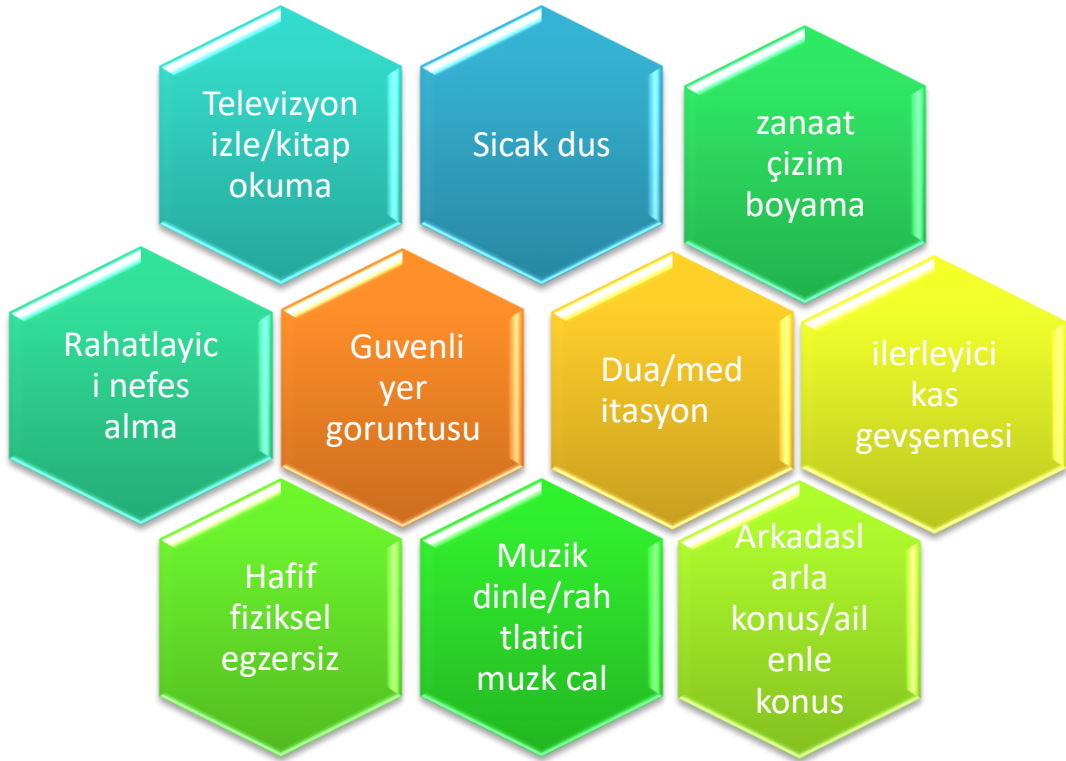 Televizyon
izle/kitap
okuma
Sicak dus
zanaat
çizim
boyama
Rahatlayic
i nefes
alma
Guvenli
yer
goruntusu
Dua/med
itasyon
ilerleyici
kas
gevşemesi
Hafif
fiziksel
egzersiz
Muzik
dinle/rah
tlatici
muzk cal
Arkadasl
arla
konus/ail
enle
konus